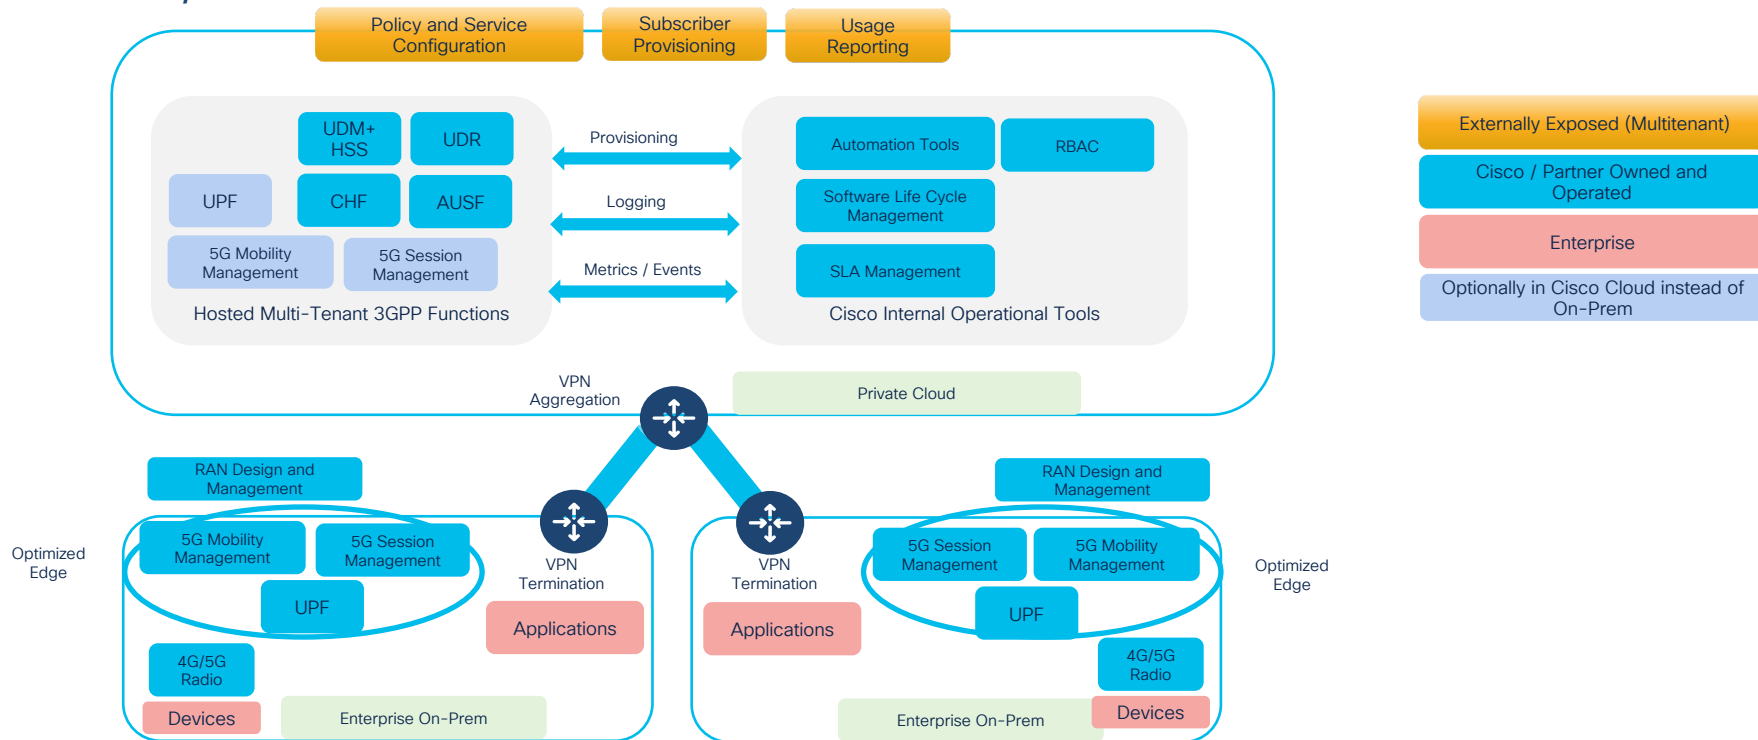 Policy and Service
Configuration
Subscriber
Provisioning
Usage
Reporting
UDM+
HSS
UDR
UPF
CHF
AUSF
5G Mobility
Management
5G Session
Management
Hosted Multi-Tenant 3GPP Functions
Provisioning
Logging
Metrics / Events
Automation Tools
RBAC
Software Life Cycle
Management
SLA Management
Cisco Internal Operational Tools
Externally Exposed (Multitenant)
Cisco / Partner Owned and
Operated
Enterprise
Optionally in Cisco Cloud instead of
On-Prem
VPN
Aggregation
Private Cloud
RAN Design and
Management
5G Mobility
Management
5G Session
Management
UPF
Optimized
Edge
VPN
Termination
Applications
4G/5G
Radio
Devices
Enterprise On-Prem
RAN Design and
Management
VPN
Termination
5G Session
Management
5G Mobility
Management
UPF
Optimized
Edge
Applications
4G/5G
Radio
Devices
Enterprise On-Prem